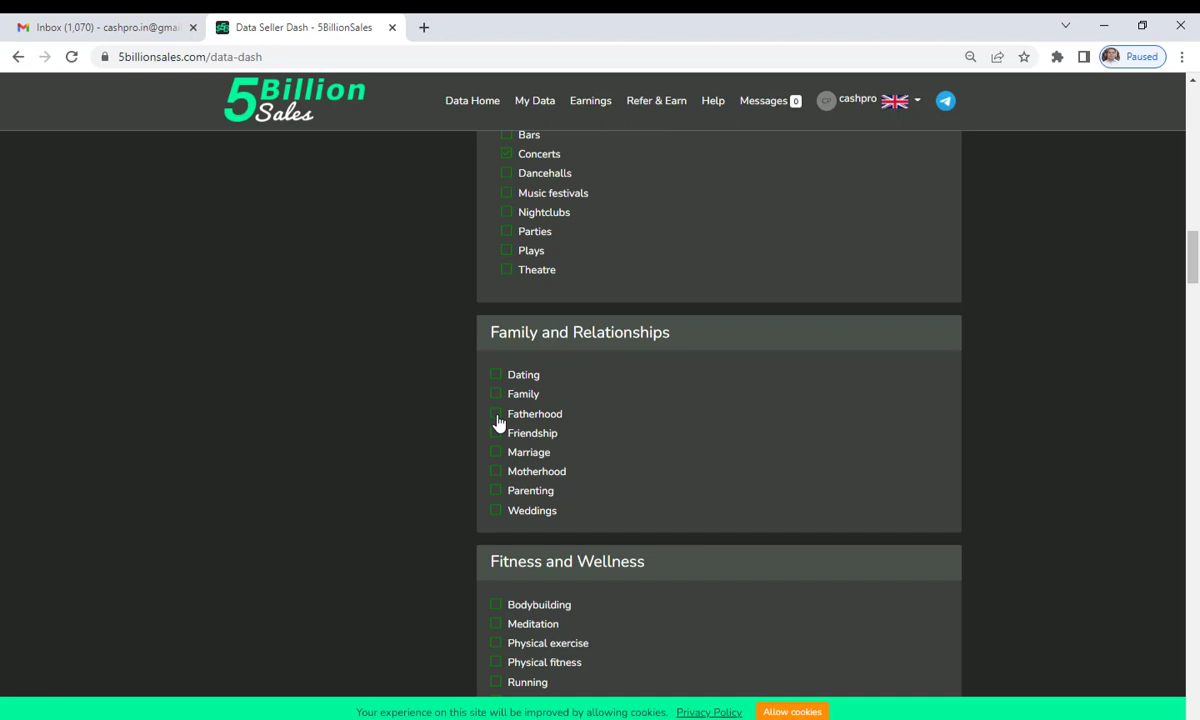 Inbox (1,070) - cashpro.in@gmai
Data Seller Dash - 5BillionSales
5billionsales.com/data-dash
Paused
5Billion
Sales
Data Home
My Data
Earnings
Refer & Earn
Help
Messages 0
CP
cashpro
Bars
Concerts
Dancehalls
Music festivals
Nightclubs
Parties
Plays
Theatre
Family and Relationships
Dating
Family
Fatherhood
Friendship
Marriage
Motherhood
Parenting
Weddings
Fitness and Wellness
Bodybuilding
Meditation
Physical exercise
Physical fitness
Running
Your experience on this site will be improved by allowing cookies. Privacy Policy
Allow cookies